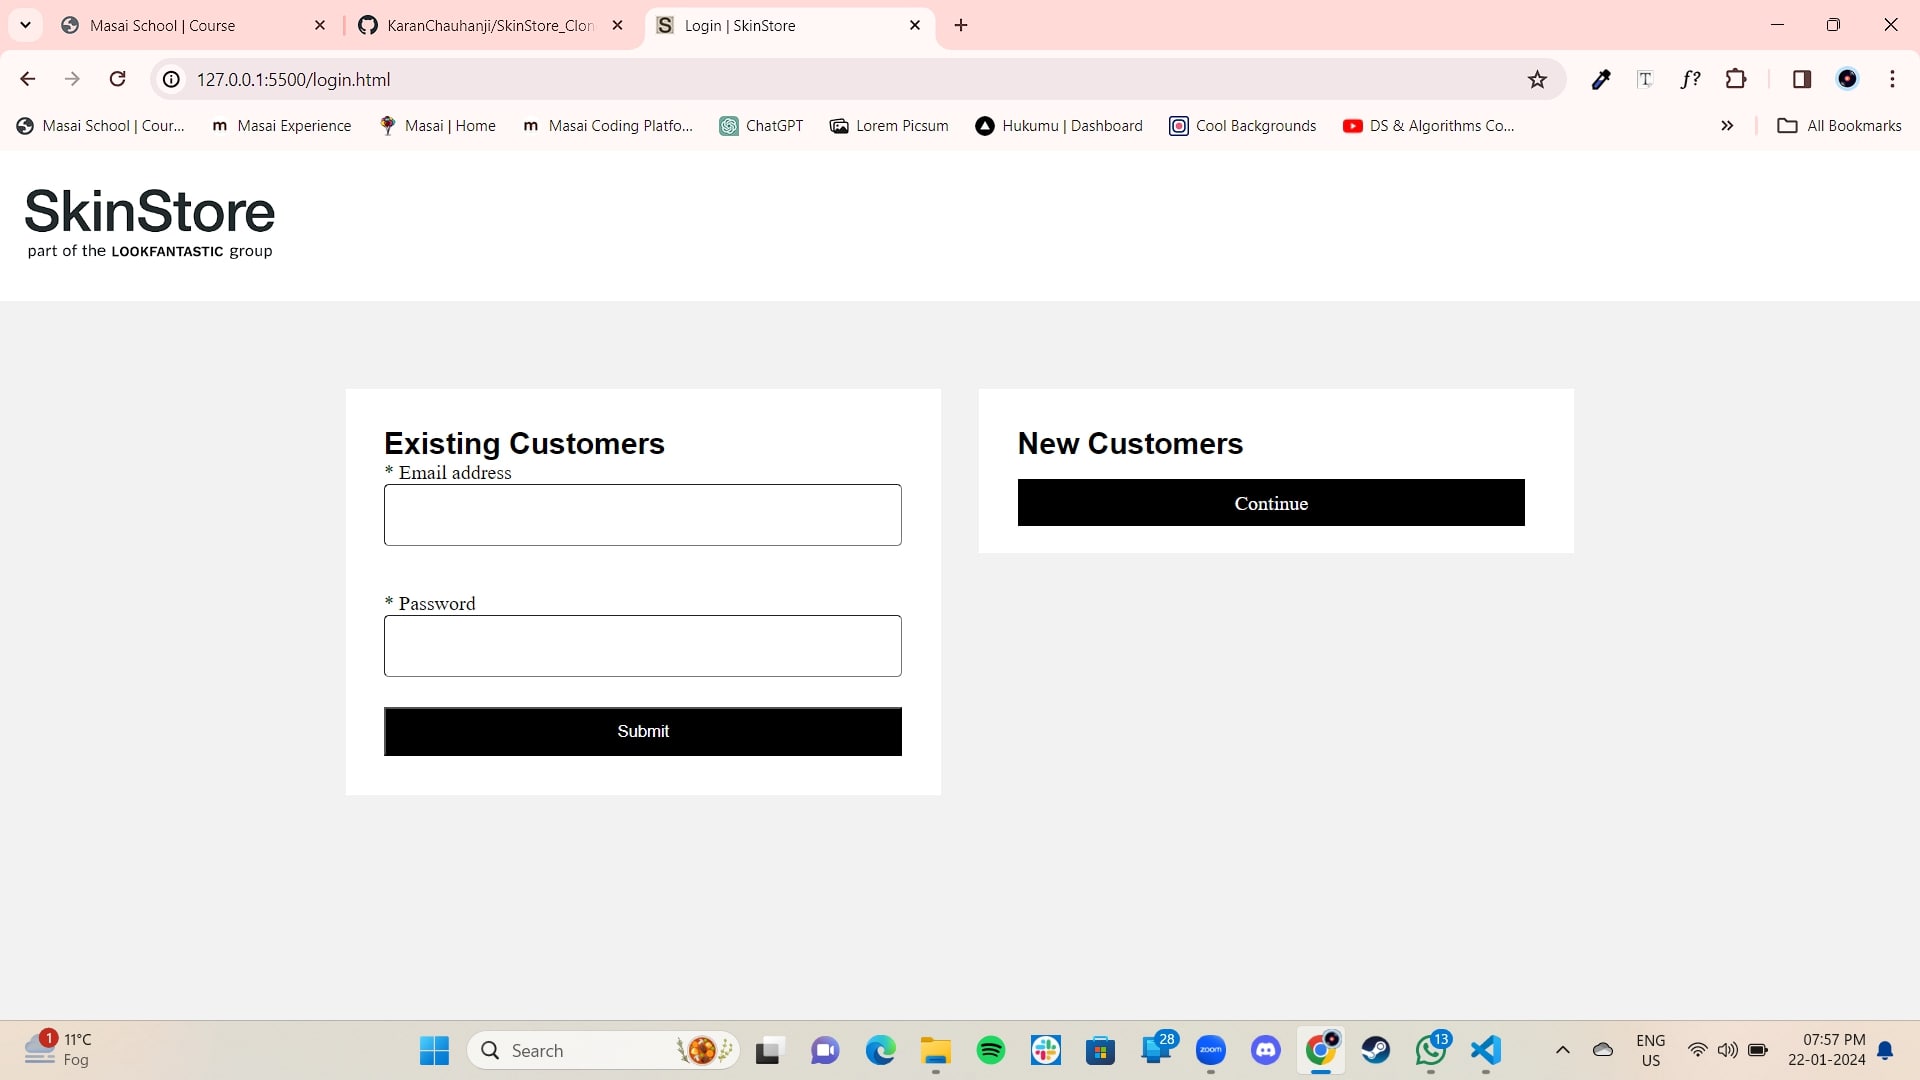 Masai School | Course
KaranChauhanji/SkinStore_Clon
Login | SkinStore
127.0.0.1:5500/login.html
Masai School | Cour...
Masai Experience
Masai | Home
Masai Coding Platfo...
ChatGPT
Lorem Picsum
Hukumu | Dashboard
Cool Backgrounds
DS & Algorithms Co...
All Bookmarks
SkinStore
part of the LOOKFANTASTIC group
Existing Customers
* Email address
* Password
Submit
New Customers
Continue
1
11°C
Fog
Search
28
zoom
13
ENG
US
07:57 PM
22-01-2024